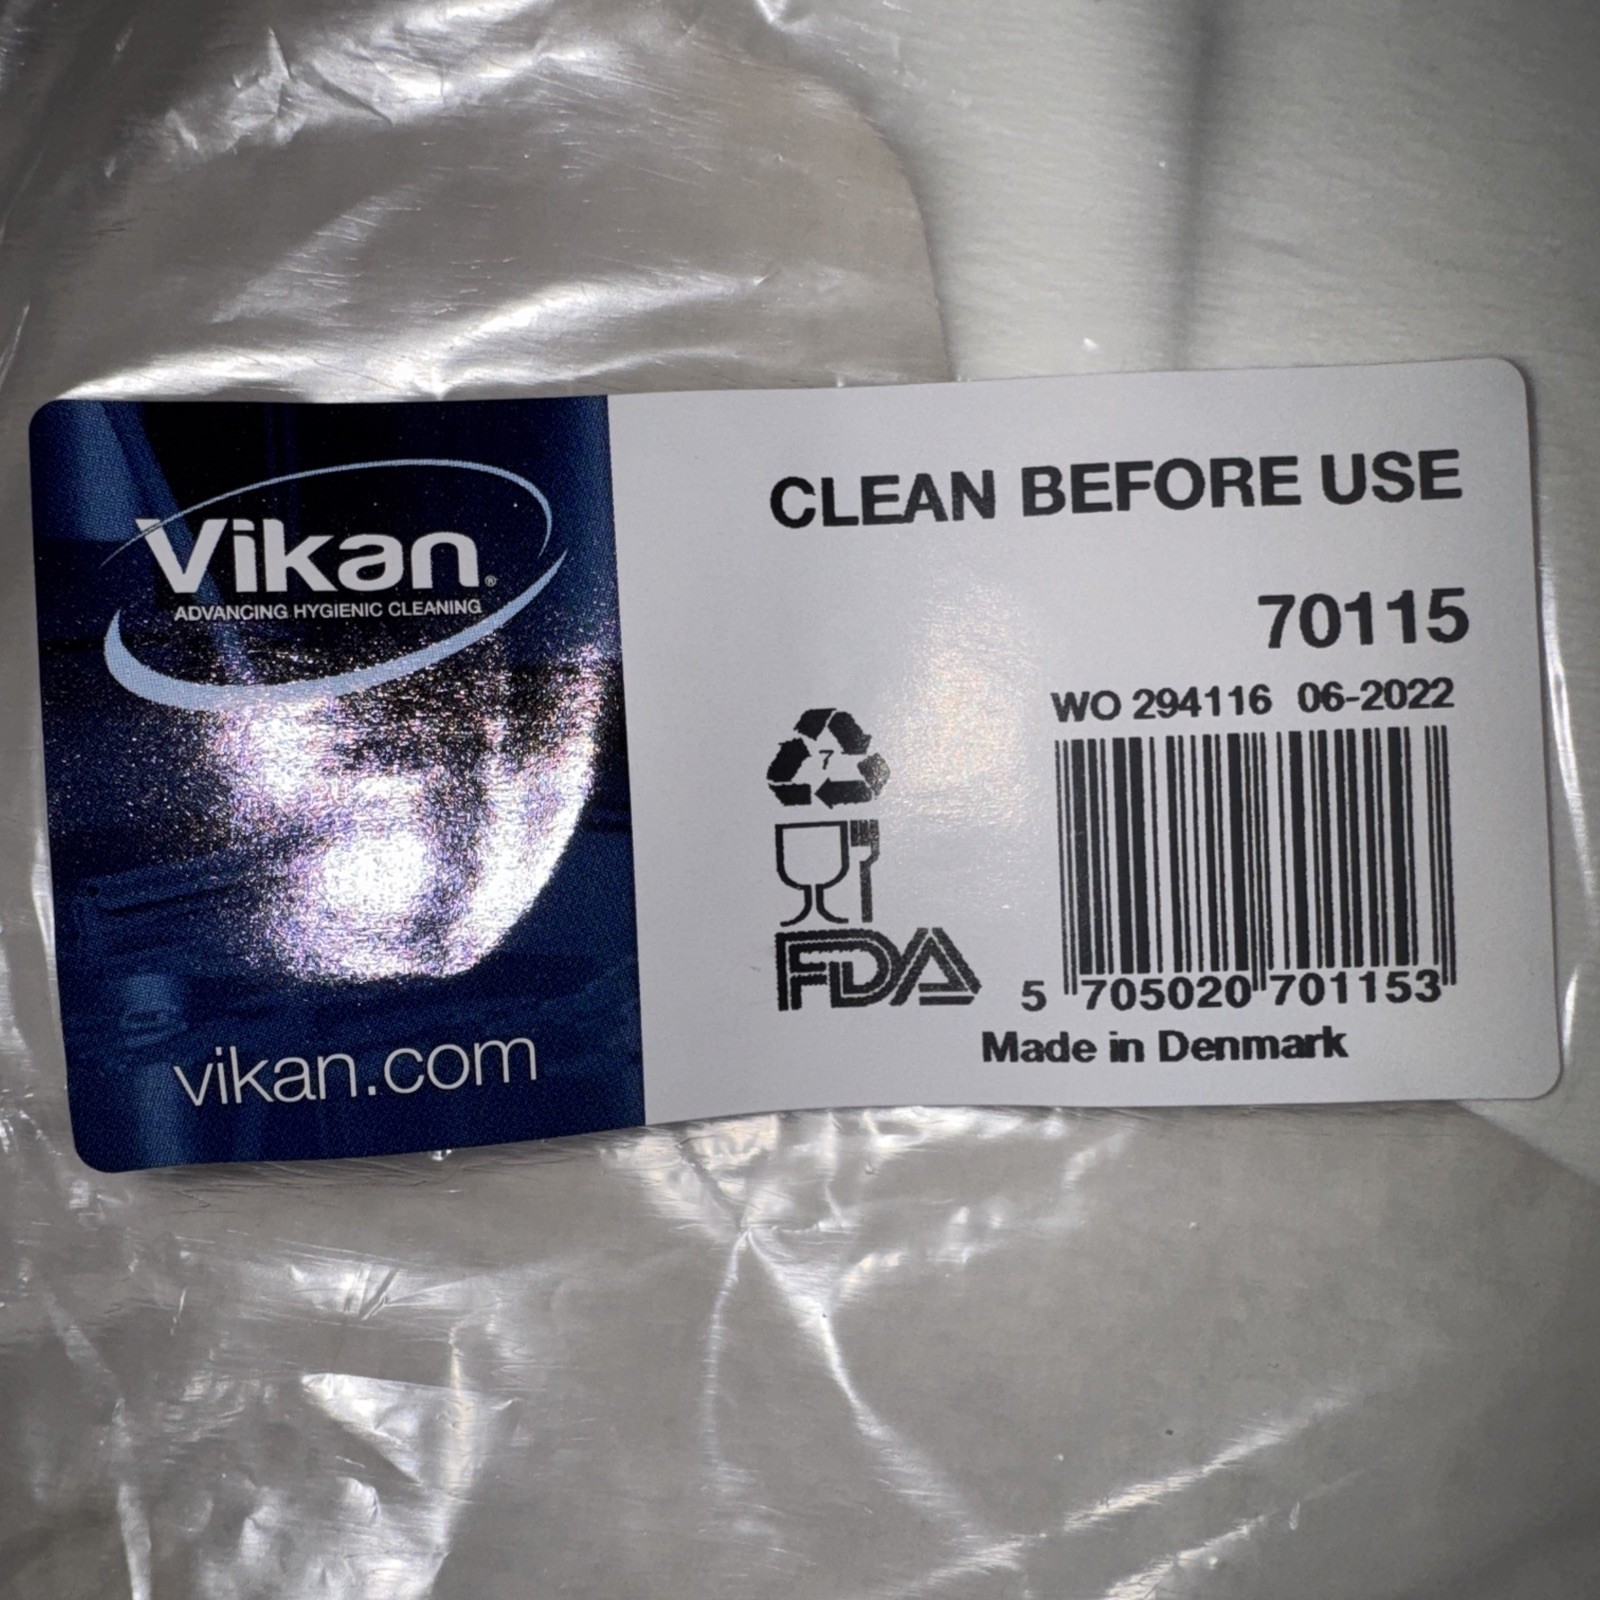 Vikan®
ADVANCING HYGIENIC CLEANING
vikan.com
CLEAN BEFORE USE
70115
WO 294116 06-2022
7
FDA
5 705020 701153
Made in Denmark